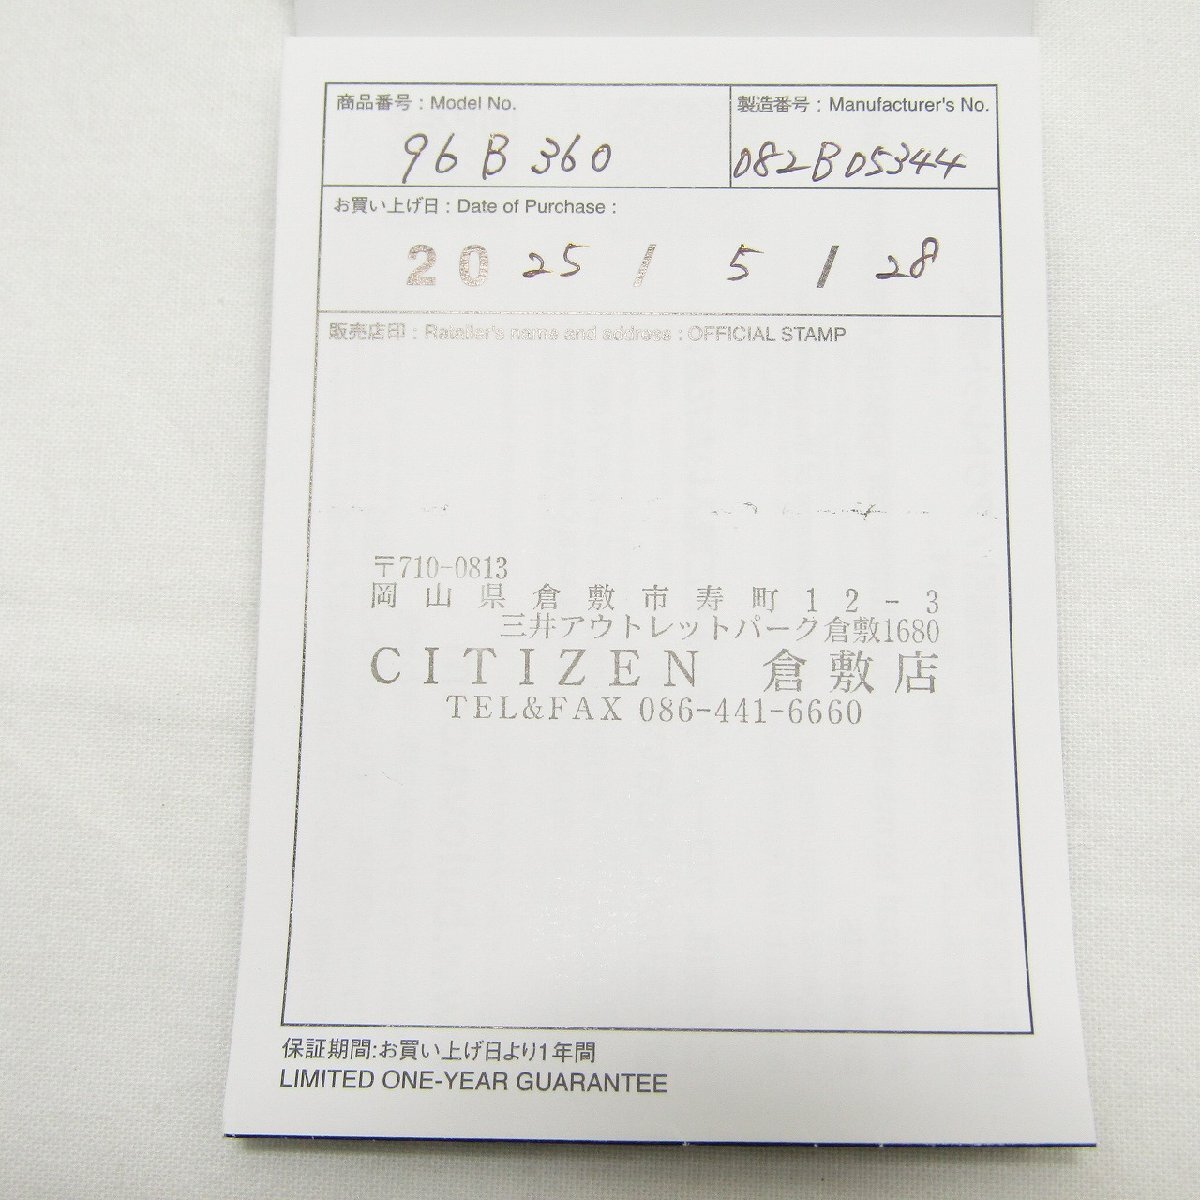 商品番号 : Model No.
96B360
製造番号 : Manufacturer's No.
082B05344
お買い上げ日 : Date of Purchase :
2025 / 5 / 28
販売店印 : Retailer's name and address : OFFICIAL STAMP
〒710-0813
岡山県倉敷市寿町12-3
三井アウトレットパーク倉敷1680
CITIZEN 倉敷店
TEL&FAX 086-441-6660
保証期間:お買い上げ日より1年間
LIMITED ONE-YEAR GUARANTEE